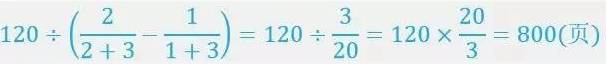 120 ÷ (2/(2+3) − 1/(1+3)) = 120 ÷ 3/20 = 120 × 20/3 = 800(页)